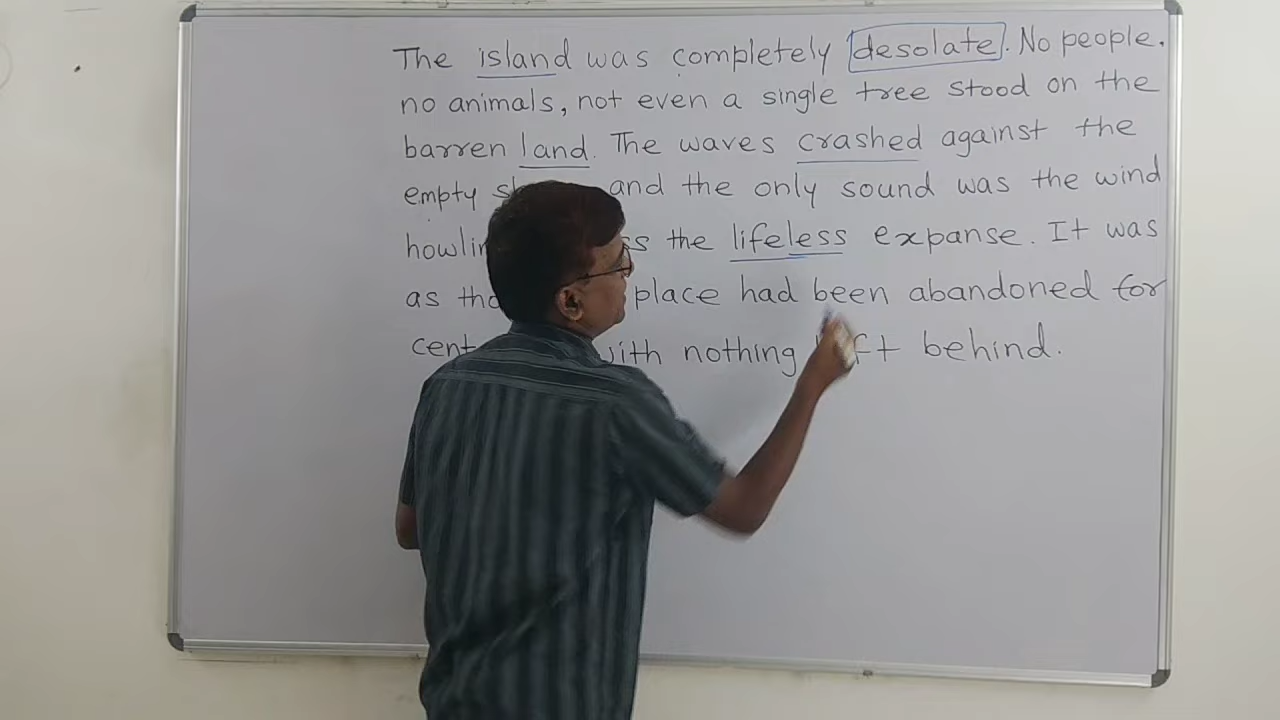 The island was completely desolate. No people.
no animals, not even a single tree stood on the
barren land. The waves crashed against the
empty and the only sound was the wind
the lifeless expanse. It was
as place had been abandoned for
nothing behind.